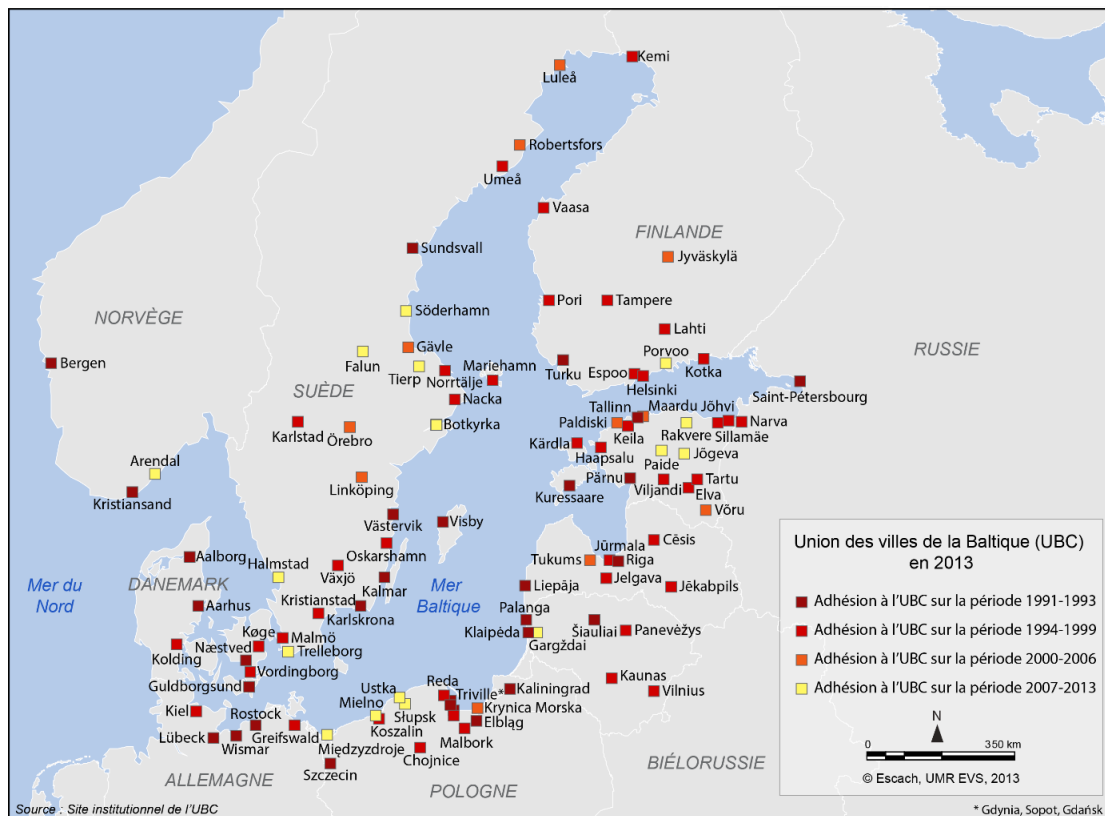 Kemi
Luleå
Robertsfors
Umeå
Vaasa
FINLANDE
Sundsvall
Jyväskylä
Söderhamn
Pori
Tampere
NORVÈGE
Lahti
Gävle
Mariehamn
Porvoo
RUSSIE
Bergen
Falun
Tierp
Norrtälje
Turku
Espoo
Kotka
Helsinki
SUÈDE
Nacka
Saint-Pétersbourg
Tallinn
Maardu
Jõhvi
Karlstad
Örebro
Botkyrka
Paldiski
Narva
Keila
Rakvere
Sillamäe
Kärdla
Haapsalu
Jõgeva
Arendal
Paide
Linköping
Pärnu
Tartu
Kristiansand
Kuressaare
Viljandi
Elva
Võru
Västervik
Visby
Aalborg
Oskarshamn
Cēsis
Halmstad
Växjö
Tukums
Jūrmala
Riga
Mer du
Nord
DANEMARK
Kalmar
Mer
Baltique
Liepāja
Jelgava
Jēkabpils
Aarhus
Kristianstad
Karlskrona
Palanga
Køge
Malmö
Klaipėda
Šiauliai
Panevėžys
Kolding
Næstved
Trelleborg
Gargždai
Vordingborg
Kaunas
Guldborgsund
Ustka
Reda
Triville*
Kaliningrad
Vilnius
Kiel
Rostock
Mielno
Słupsk
Krynica Morska
Lübeck
Wismar
Greifswald
Koszalin
Elbląg
Międzyzdroje
Malbork
Chojnice
Szczecin
BIÉLORUSSIE
ALLEMAGNE
POLOGNE
Union des villes de la Baltique (UBC)
en 2013
Adhésion à l'UBC sur la période 1991-1993
Adhésion à l'UBC sur la période 1994-1999
Adhésion à l'UBC sur la période 2000-2006
Adhésion à l'UBC sur la période 2007-2013
N
0 350 km
© Escach, UMR EVS, 2013
Source : Site institutionnel de l'UBC
* Gdynia, Sopot, Gdańsk